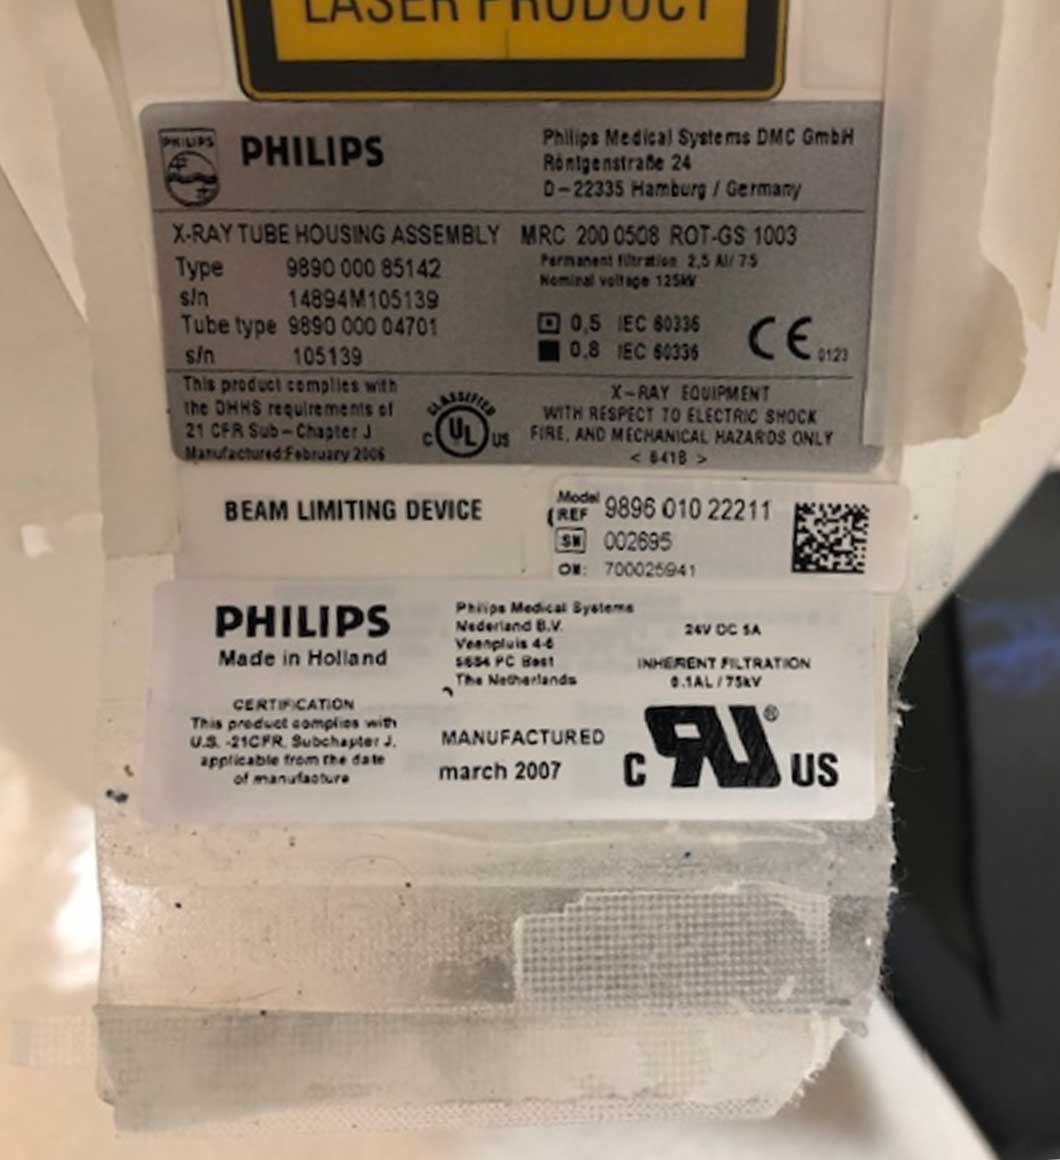 LASER PRODUCT
PHILIPS
PHILIPS
Philips Medical Systems DMC GmbH
Röntgenstraße 24
D-22335 Hamburg / Germany
X-RAY TUBE HOUSING ASSEMBLY MRC 200 0508 ROT-GS 1003
Type 9890 000 85142
s/n 14894M105139
Tube type 9890 000 04701
s/n 105139
Permanent filtration 2,5 Al/ 75
Nominal voltage 125kV
0,5 IEC 60336
0.8 IEC 60336
CE 0123
This product complies with
the DHHS requirements of
21 CFR Sub-Chapter J
Manufactured:February 2006
CLASSIFIED
C UL US
X-RAY EQUIPMENT
WITH RESPECT TO ELECTRIC SHOCK
FIRE, AND MECHANICAL HAZARDS ONLY
< 641B >
BEAM LIMITING DEVICE
Model
REF 9896 010 22211
SN 002695
OM: 700025941
PHILIPS
Made in Holland
Philips Medical Systems
Nederland B.V.
Veenpluis 4-6
5684 PC Best
The Netherlands
24V DC 5A
INHERENT FILTRATION
0.1AL / 75kV
CERTIFICATION
This product complies with
U.S. -21CFR, Subchapter J,
applicable from the date
of manufacture
MANUFACTURED
march 2007
C RU® US